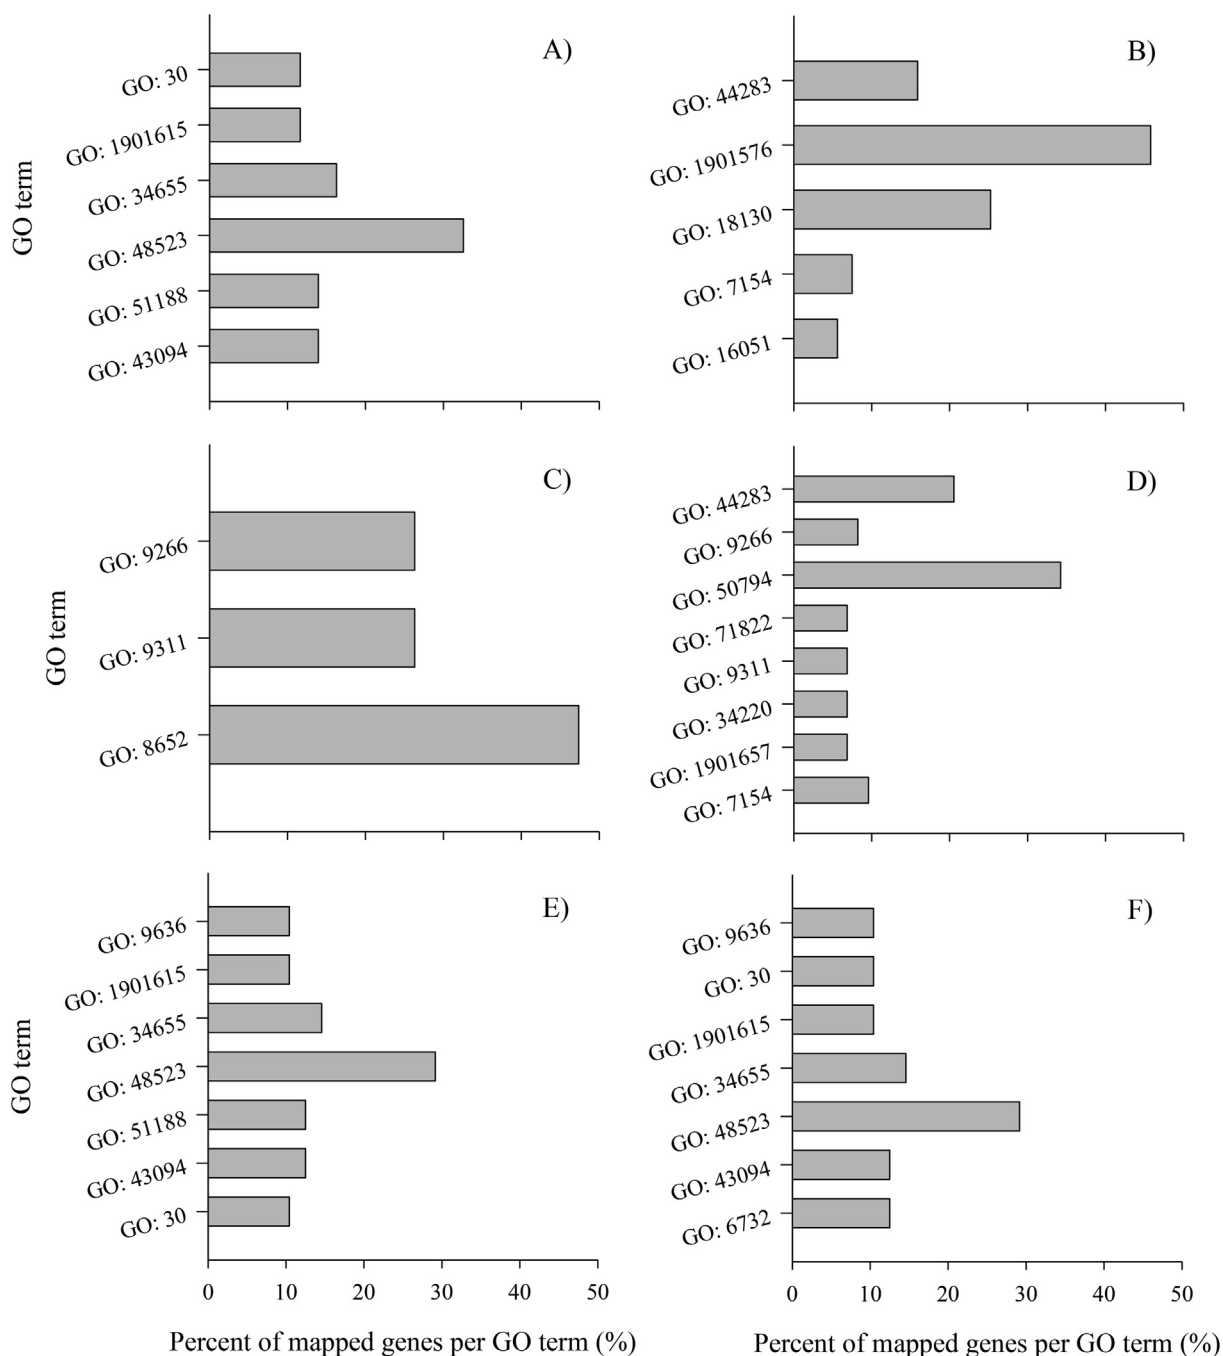 A)
GO: 30
GO: 1901615
GO: 34655
GO: 48523
GO: 51188
GO: 43094
GO term
B)
GO: 44283
GO: 1901576
GO: 18130
GO: 7154
GO: 16051
C)
GO: 9266
GO: 9311
GO: 8652
GO term
D)
GO: 44283
GO: 9266
GO: 50794
GO: 71822
GO: 9311
GO: 34220
GO: 1901657
GO: 7154
E)
GO: 9636
GO: 1901615
GO: 34655
GO: 48523
GO: 51188
GO: 43094
GO: 30
GO term
0 10 20 30 40 50
Percent of mapped genes per GO term (%)
F)
GO: 9636
GO: 30
GO: 1901615
GO: 34655
GO: 48523
GO: 43094
GO: 6732
0 10 20 30 40 50
Percent of mapped genes per GO term (%)